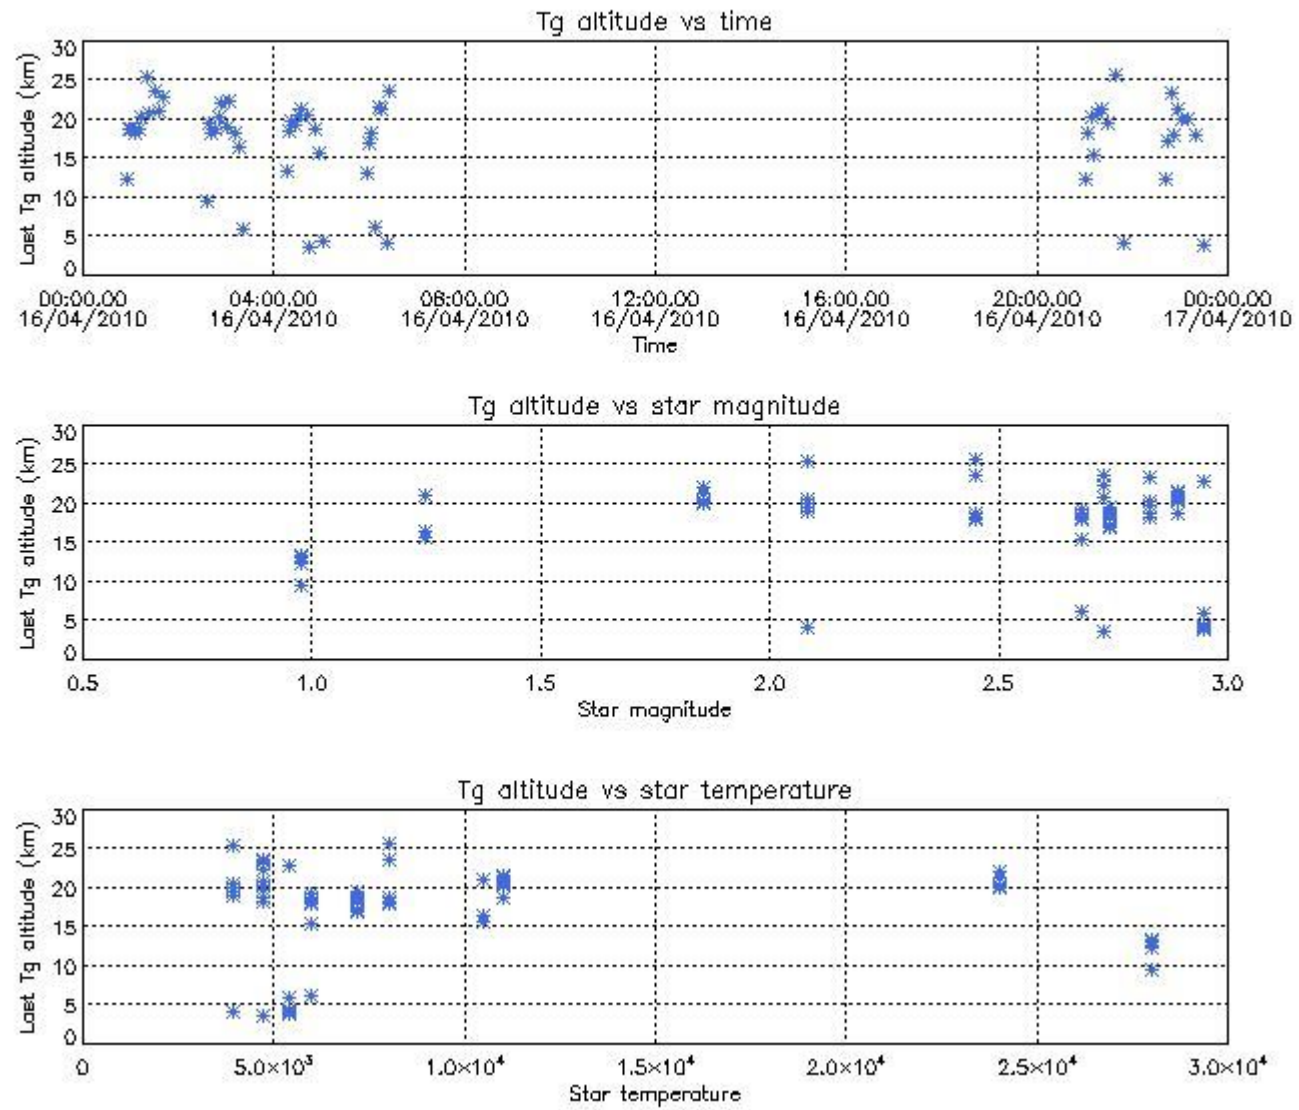 Tg altitude vs time
Last Tg altitude (km)
30
25
20
15
10
5
0
00:00.00 04:00.00 08:00.00 12:00.00 16:00.00 20:00.00 00:00.00
16/04/2010 16/04/2010 16/04/2010 16/04/2010 16/04/2010 16/04/2010 17/04/2010
Time
Tg altitude vs star magnitude
Last Tg altitude (km)
30
25
20
15
10
5
0
0.5 1.0 1.5 2.0 2.5 3.0
Star magnitude
Tg altitude vs star temperature
Last Tg altitude (km)
30
25
20
15
10
5
0
0 5.0×10³ 1.0×10⁴ 1.5×10⁴ 2.0×10⁴ 2.5×10⁴ 3.0×10⁴
Star temperature